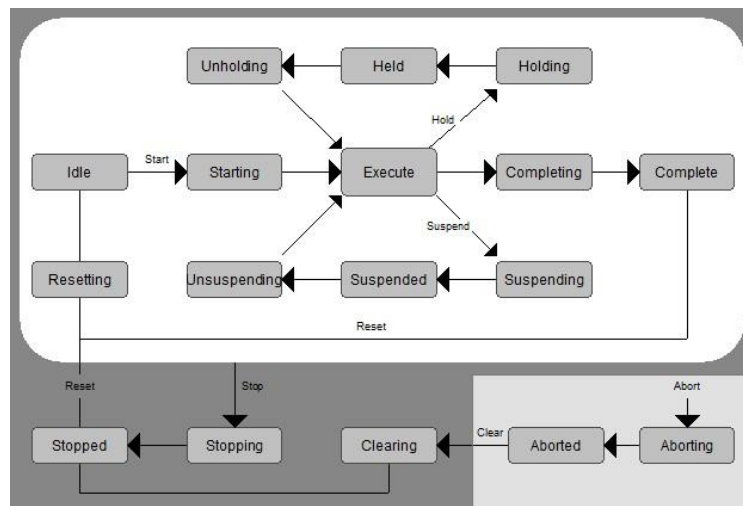 Unholding
Held
Holding
Hold
Idle
Start
Starting
Execute
Completing
Complete
Suspend
Resetting
Unsuspending
Suspended
Suspending
Reset
Reset
Stop
Abort
Stopped
Stopping
Clearing
Clear
Aborted
Aborting